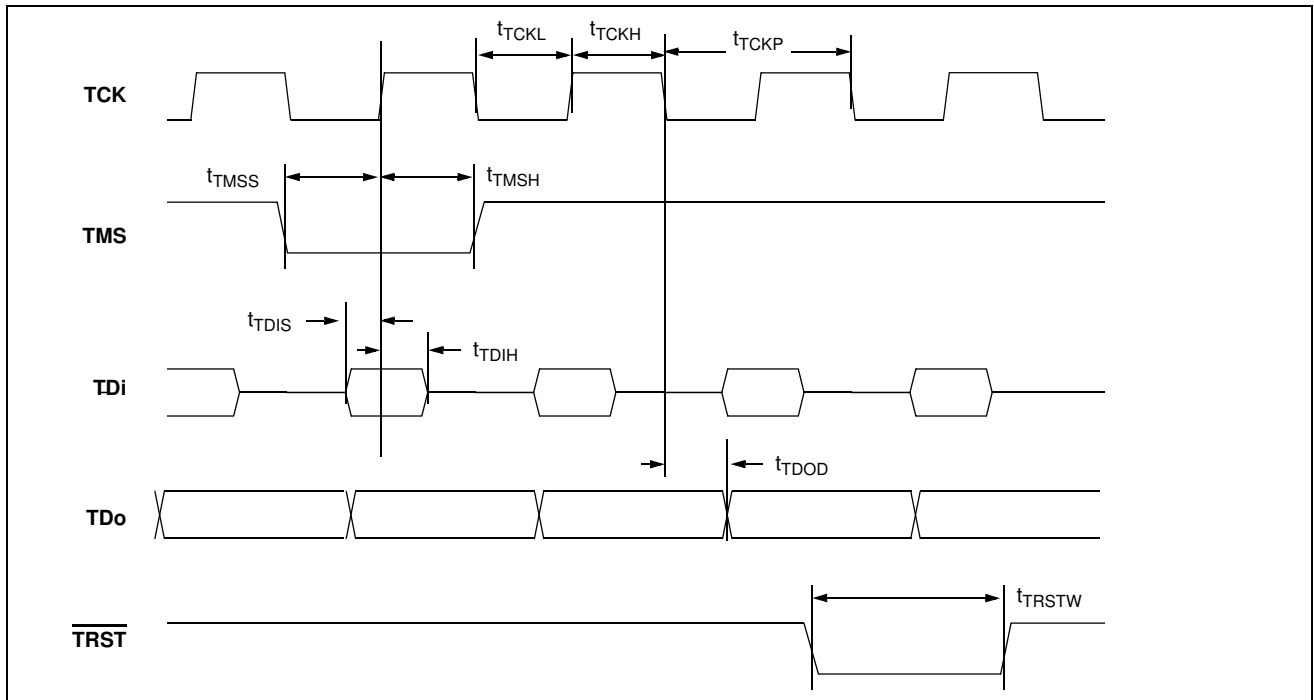 tTCKL tTCKH tTCKP
TCK
tTMSS tTMSH
TMS
tTDIS
tTDIH
TDi
tTDOD
TDo
tTRSTW
TRST